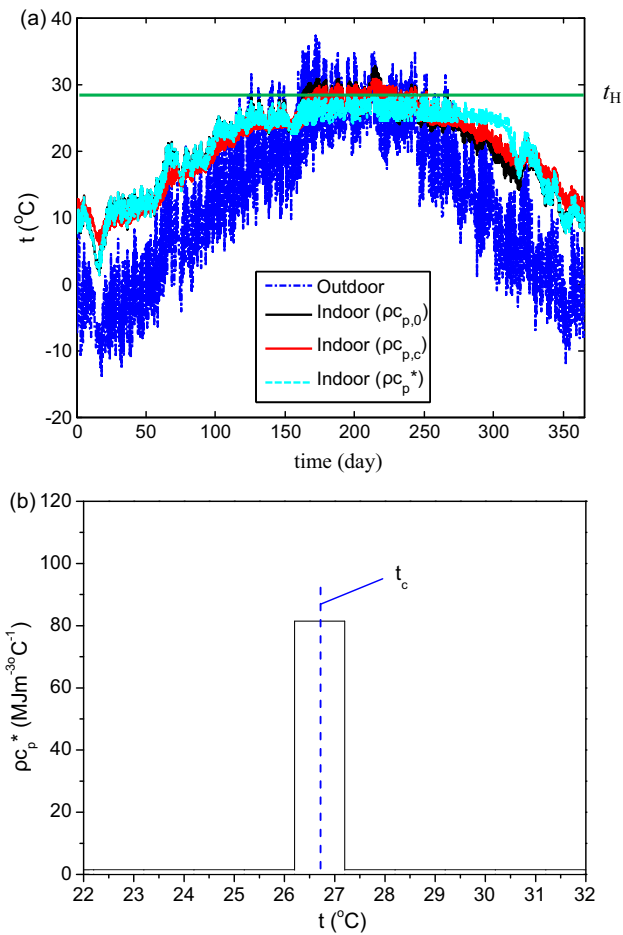 (a)
40
30
20
10
0
-10
-20
t (°C)
t_H
Outdoor
Indoor (ρc_p,0)
Indoor (ρc_p,c)
Indoor (ρc_p*)
0 50 100 150 200 250 300 350
time (day)
(b)
120
100
80
60
40
20
0
ρc_p* (MJm⁻³°C⁻¹)
t_c
22 23 24 25 26 27 28 29 30 31 32
t (°C)